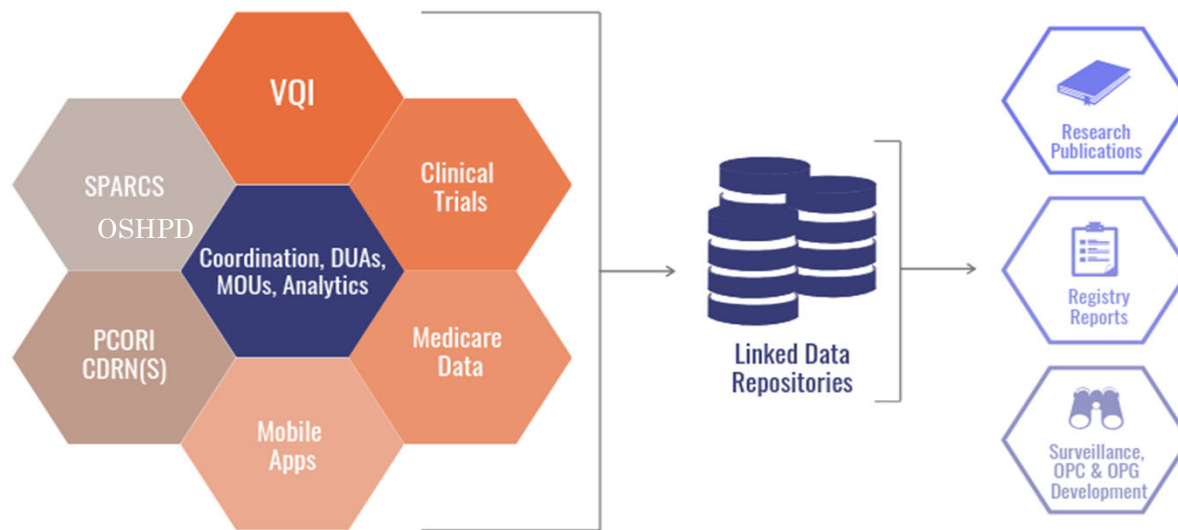 VQI
SPARCS
OSHPD
Clinical
Trials
Coordination, DUAs,
MOUs, Analytics
PCORI
CDRN(S)
Medicare
Data
Mobile
Apps
Linked Data
Repositories
Research
Publications
Registry
Reports
Surveillance,
OPC & OPG
Development